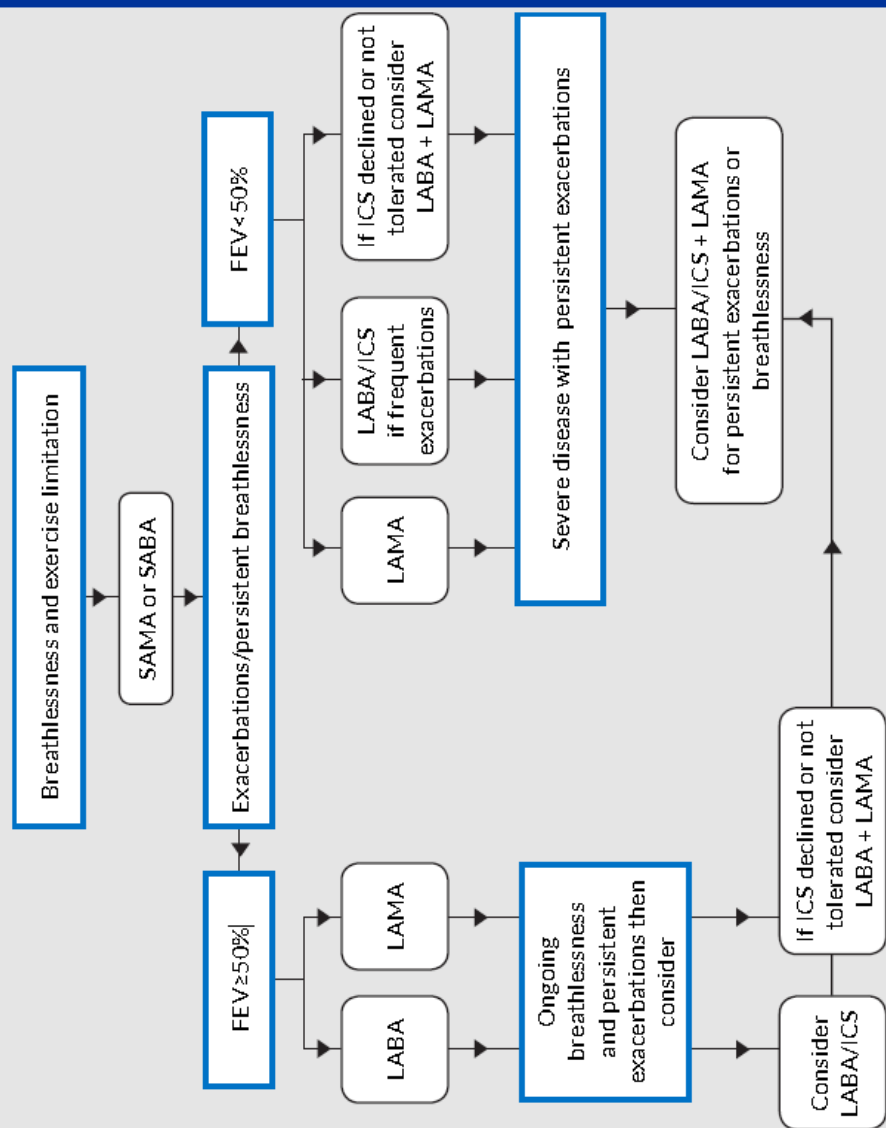 Breathlessness and exercise limitation
SAMA or SABA
Exacerbations/persistent breathlessness
FEV≥50%|
FEV<50%
LABA
LAMA
LAMA
LABA/ICS
if frequent
exacerbations
If ICS declined or not
tolerated consider
LABA + LAMA
Ongoing
breathlessness
and persistent
exacerbations then
consider
Severe disease with persistent exacerbations
Consider
LABA/ICS
If ICS declined or not
tolerated consider
LABA + LAMA
Consider LABA/ICS + LAMA
for persistent exacerbations or
breathlessness